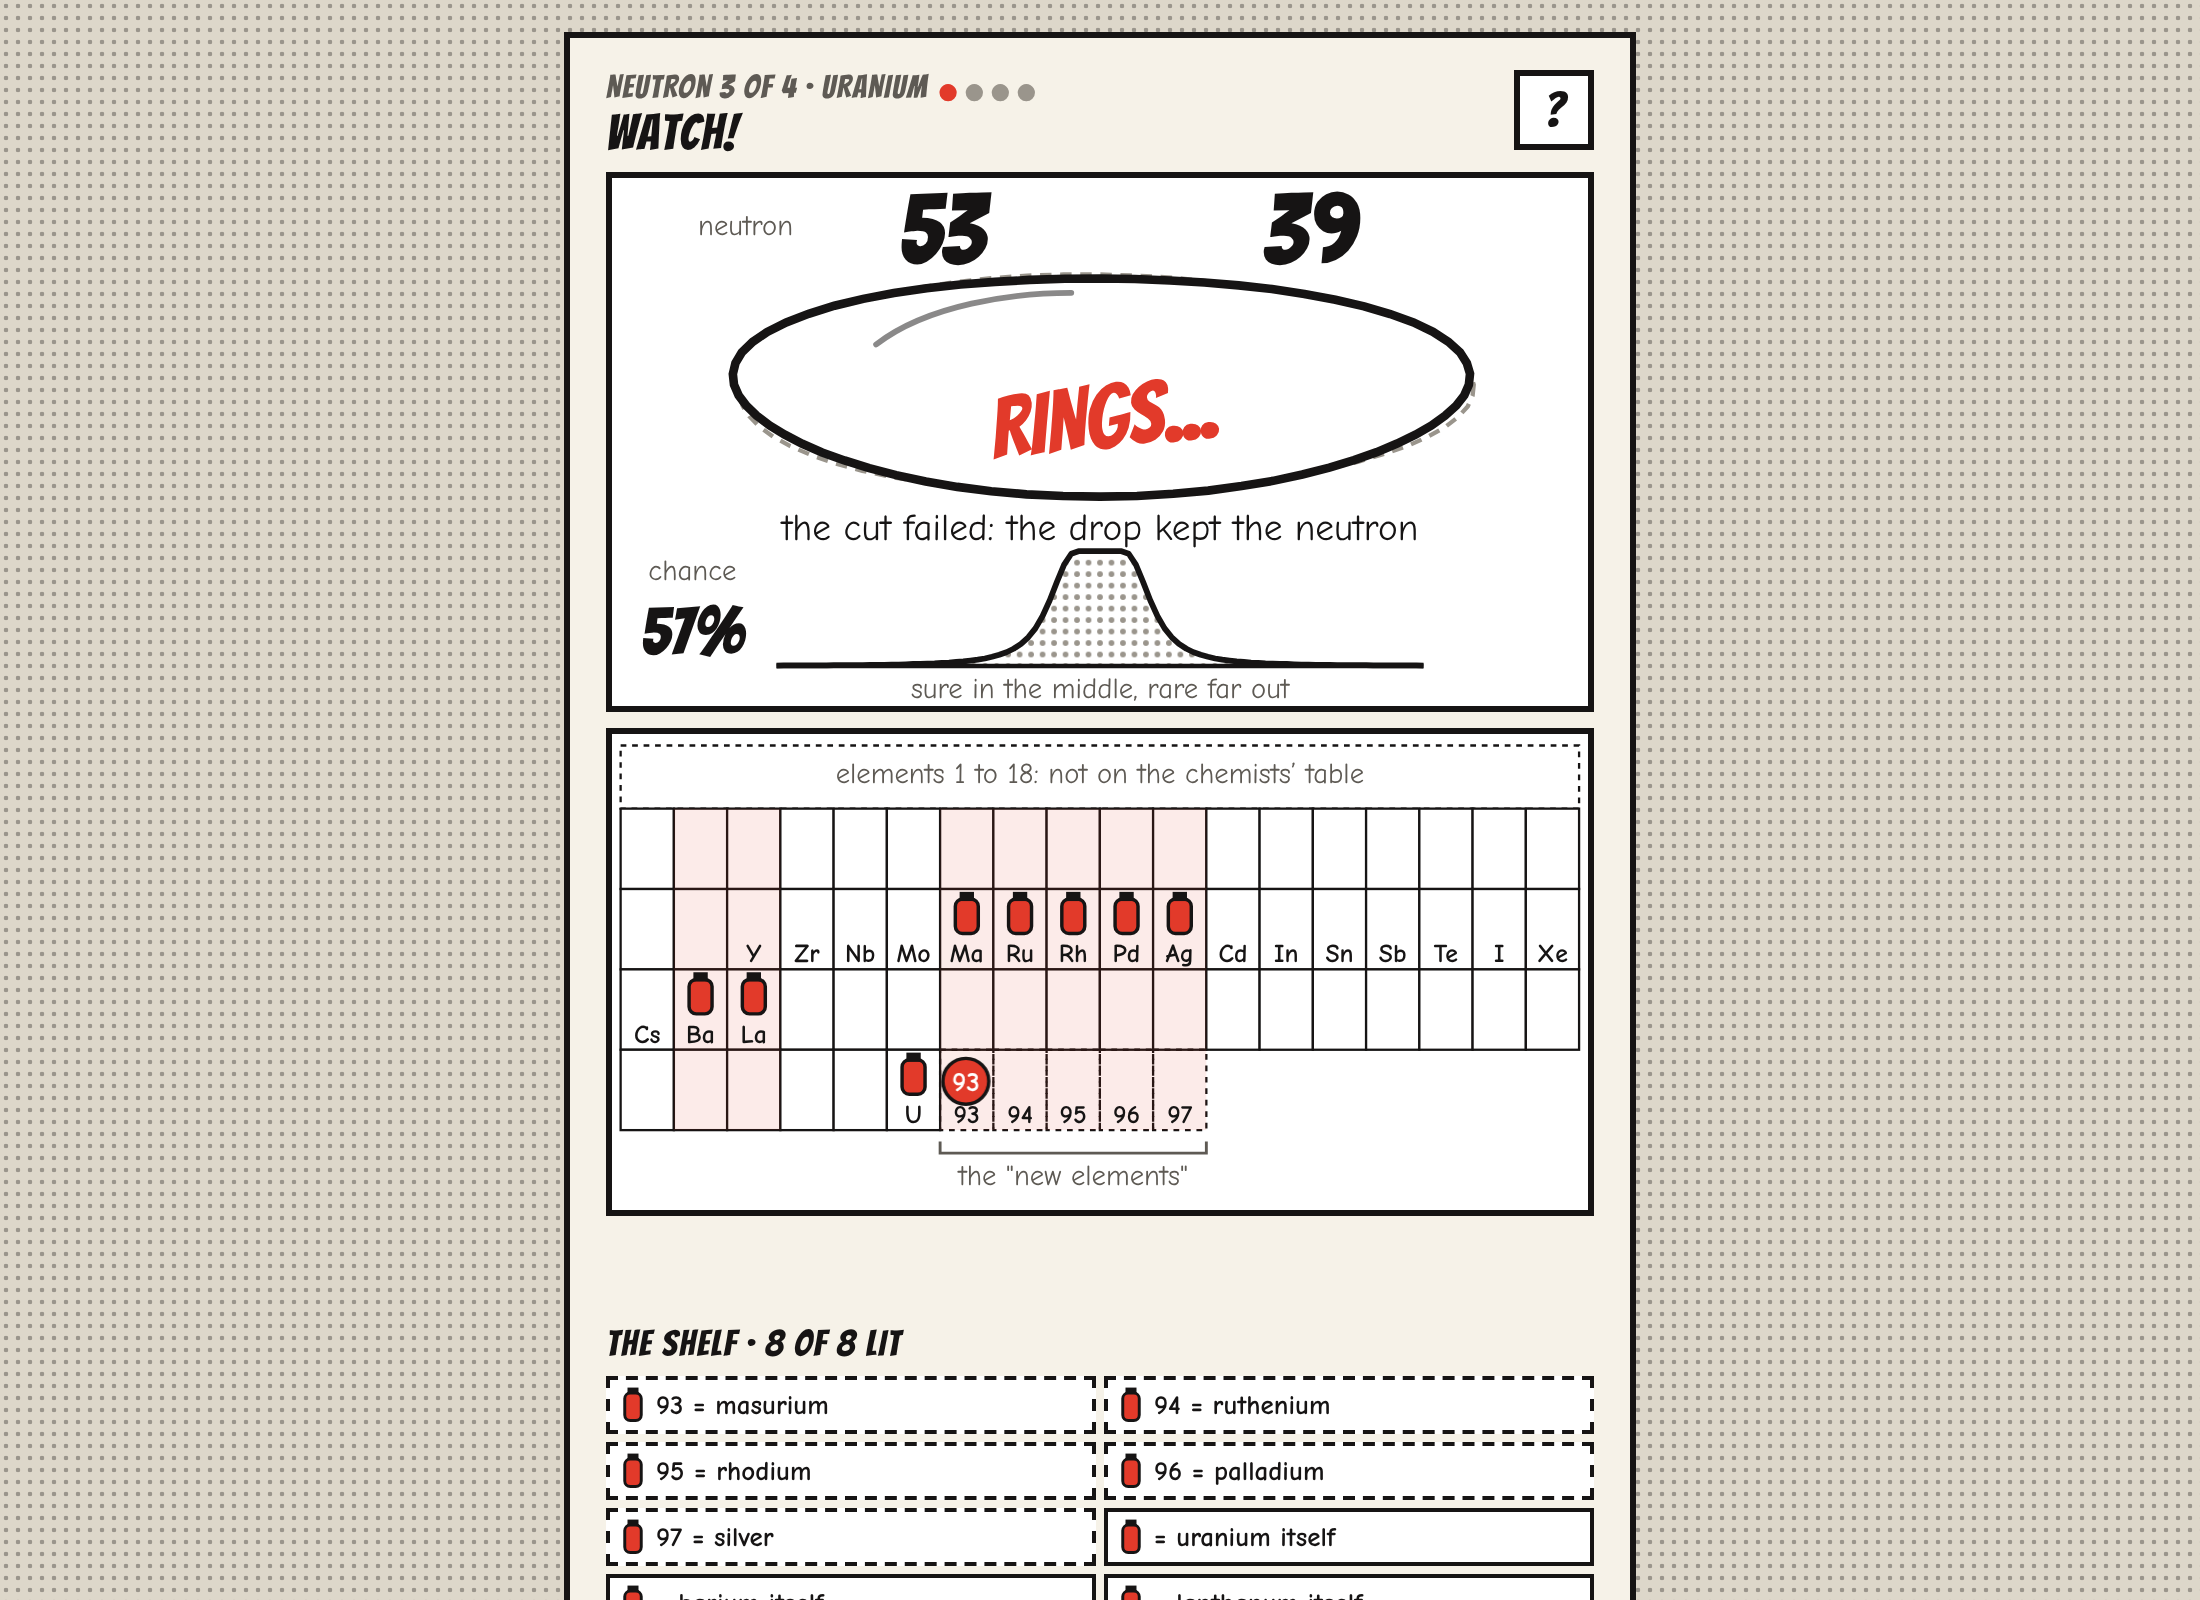 NEUTRON 3 OF 4 · URANIUM
WATCH!
?
neutron
53 39
RINGS...
the cut failed: the drop kept the neutron
chance
57%
sure in the middle, rare far out
elements 1 to 18: not on the chemists' table
Y Zr Nb Mo Ma Ru Rh Pd Ag Cd In Sn Sb Te I Xe
Cs Ba La
93
U 93 94 95 96 97
the "new elements"
THE SHELF · 8 OF 8 LIT
93 = masurium
94 = ruthenium
95 = rhodium
96 = palladium
97 = silver
= uranium itself
barium itself
lanthanum itself